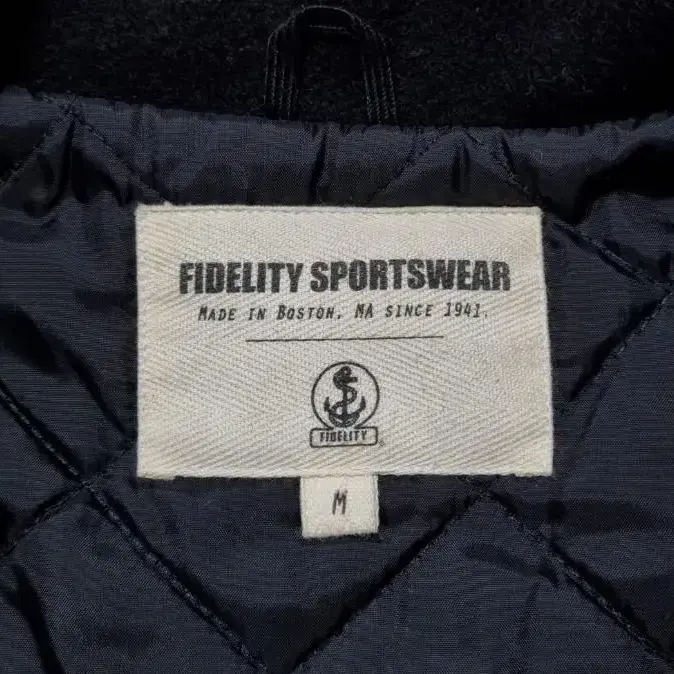 FIDELITY SPORTSWEAR
MADE IN BOSTON, MA SINCE 1941.
FIDELITY
M